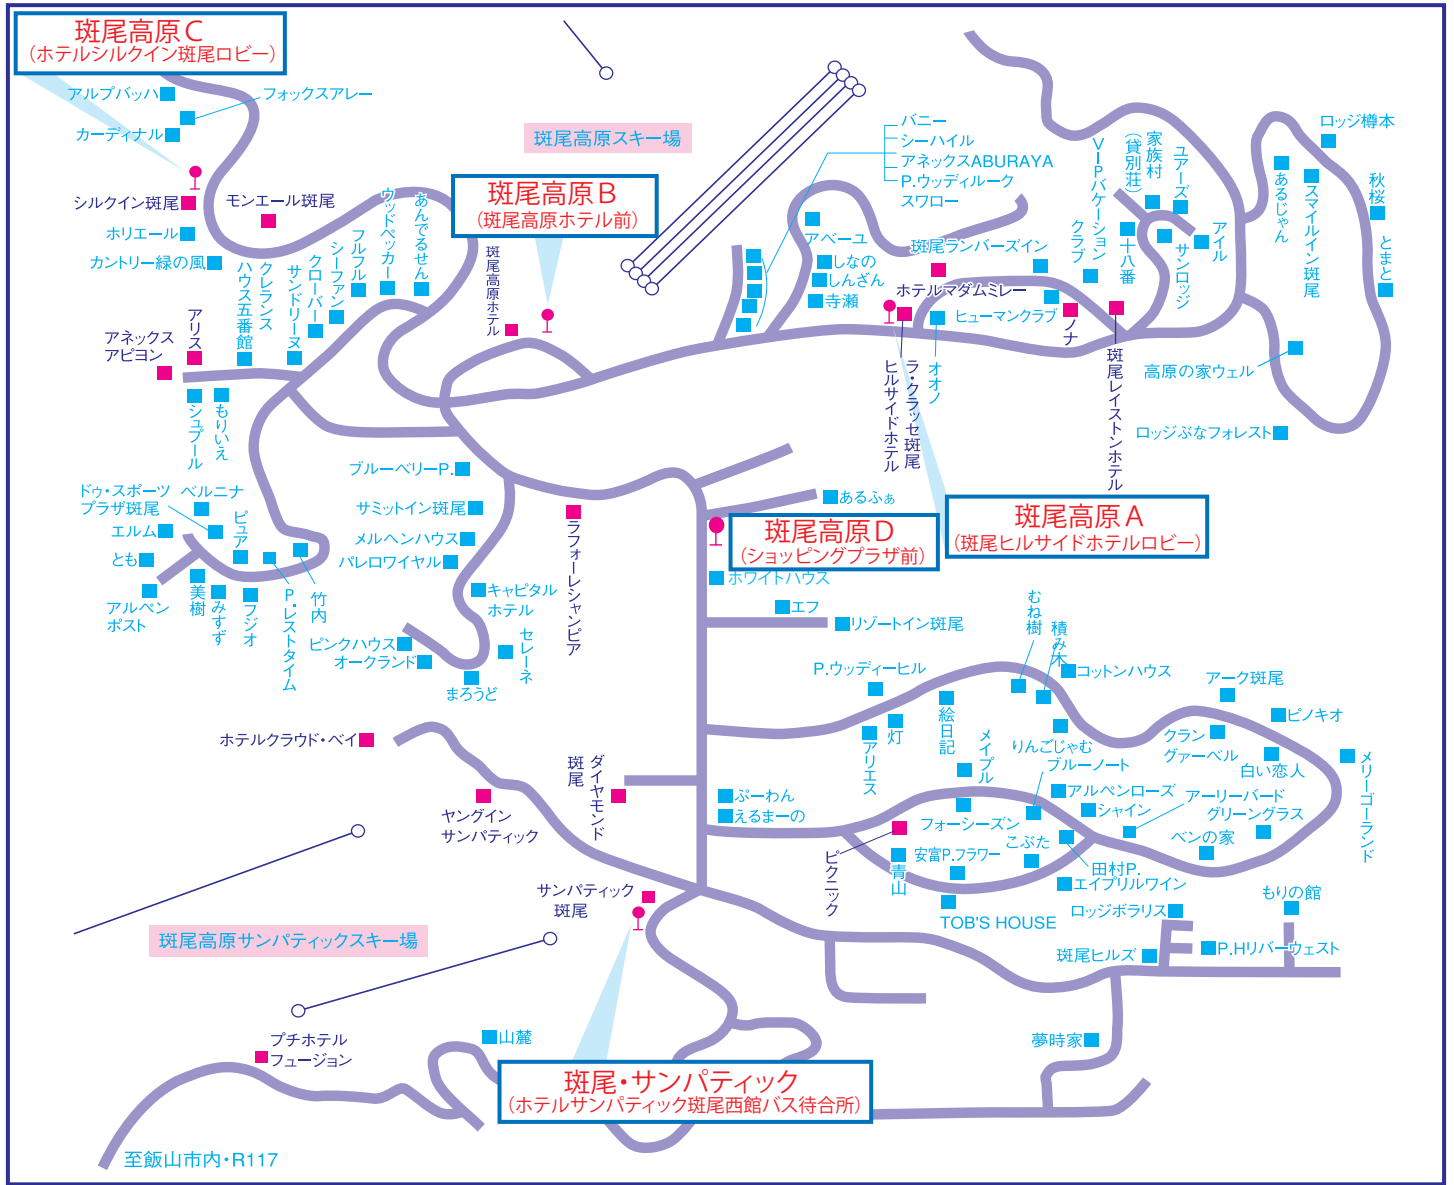 斑尾高原C
（ホテルシルクイン斑尾ロビー）
アルプバッハ
フォックスアレー
カーディナル
シルクイン斑尾
モンエール斑尾
ホリエール
カントリー緑の風
ハウス五番館
クレランス
サンドリーヌ
クローバー
シーファン
フルフル
ウッドペッカー
あんでるせん
アリス
アネックス
アビヨン
シュプール
もりいえ
斑尾高原スキー場
斑尾高原B
（斑尾高原ホテル前）
斑尾高原ホテル
バニー
シーハイル
アネックスABURAYA
P.ウッディルーク
スワロー
アベーユ
しなの
しんざん
寺瀬
斑尾ランバーズイン
ホテルマダムミレー
ヒューマンクラブ
VIPバケーション
クラブ
家族村
（貸別荘）
ユアーズ
十八番
サンロッジ
アイル
ノナ
斑尾レイストンホテル
オオノ
ラ・クラッセ斑尾
ヒルサイドホテル
ロッジ樽本
あるじゃん
スマイルイン斑尾
秋桜
とまと
高原の家ウェル
ロッジぶなフォレスト
斑尾高原A
（斑尾ヒルサイドホテルロビー）
斑尾高原D
（ショッピングプラザ前）
あるふぁ
ホワイトハウス
エフ
リゾートイン斑尾
ブルーベリーP.
サミットイン斑尾
メルヘンハウス
パレロワイヤル
キャピタル
ホテル
セレーネ
ピンクハウス
オークランド
まろうど
ラフォーレシャンピア
ドゥ・スポーツ
プラザ斑尾
ベルニナ
エルム
ピュア
とも
アルペン
ポスト
美樹
みすず
フジオ
P.レストタイム
竹内
ホテルクラウド・ベイ
ヤングイン
サンパティック
ダイヤモンド
斑尾
ぷーわん
えるまーの
P.ウッディーヒル
むね樹
積み木
コットンハウス
アリエス
灯
絵日記
メイプル
りんごじゃむ
ブルーノート
アーク斑尾
ピノキオ
クラン
グァーベル
白い恋人
メリーゴーランド
アルペンローズ
シャイン
アーリーバード
グリーングラス
ベンの家
フォーシーズン
こぶた
ピクニック
青山
安富P.フラワー
田村P.
エイプリルワイン
TOB'S HOUSE
ロッジポラリス
もりの館
斑尾ヒルズ
P.Hリバーウェスト
夢時家
サンパティック
斑尾
斑尾高原サンパティックスキー場
プチホテル
フュージョン
山麓
斑尾・サンパティック
（ホテルサンパティック斑尾西館バス待合所）
至飯山市内・R117